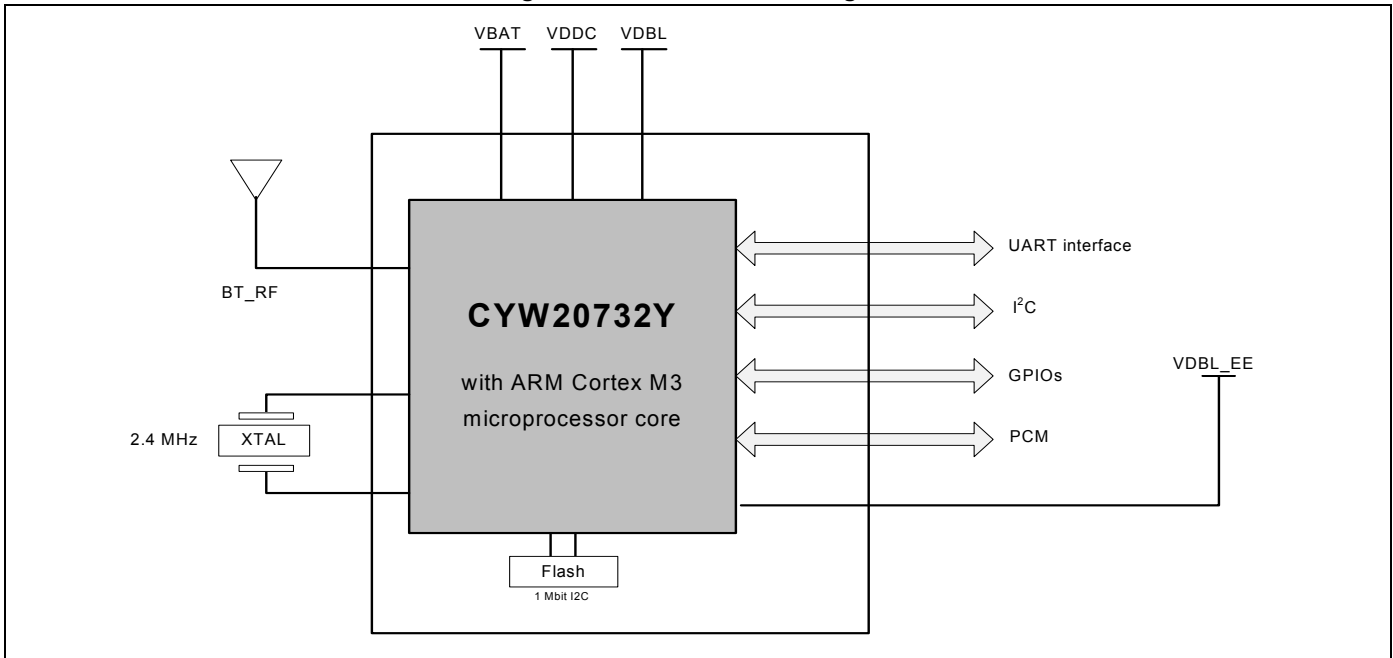 VBAT VDDC VDBL
BT_RF
CYW20732Y
with ARM Cortex M3
microprocessor core
UART interface
I²C
GPIOs
PCM
VDBL_EE
2.4 MHz
XTAL
Flash
1 Mbit I2C